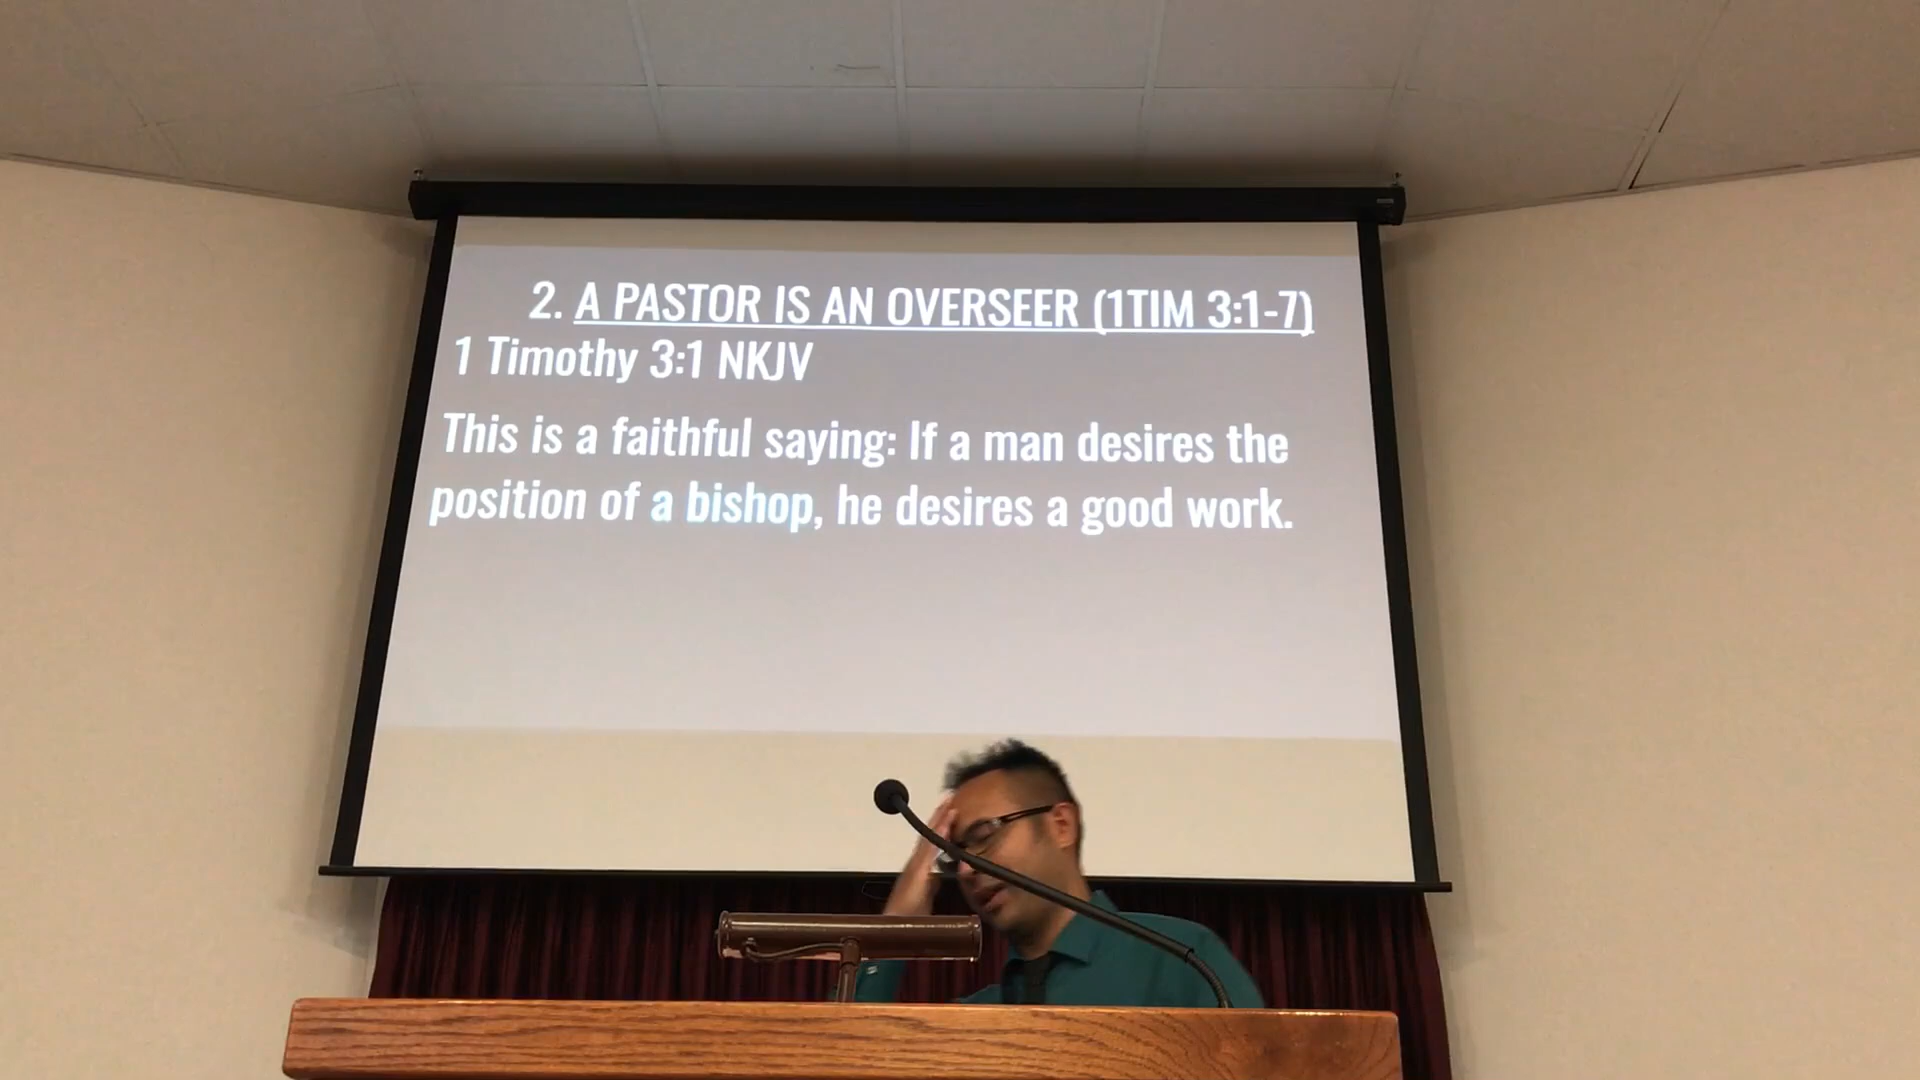 2. A PASTOR IS AN OVERSEER (1TIM 3:1-7)
1 Timothy 3:1 NKJV
This is a faithful saying: If a man desires the
position of a bishop, he desires a good work.